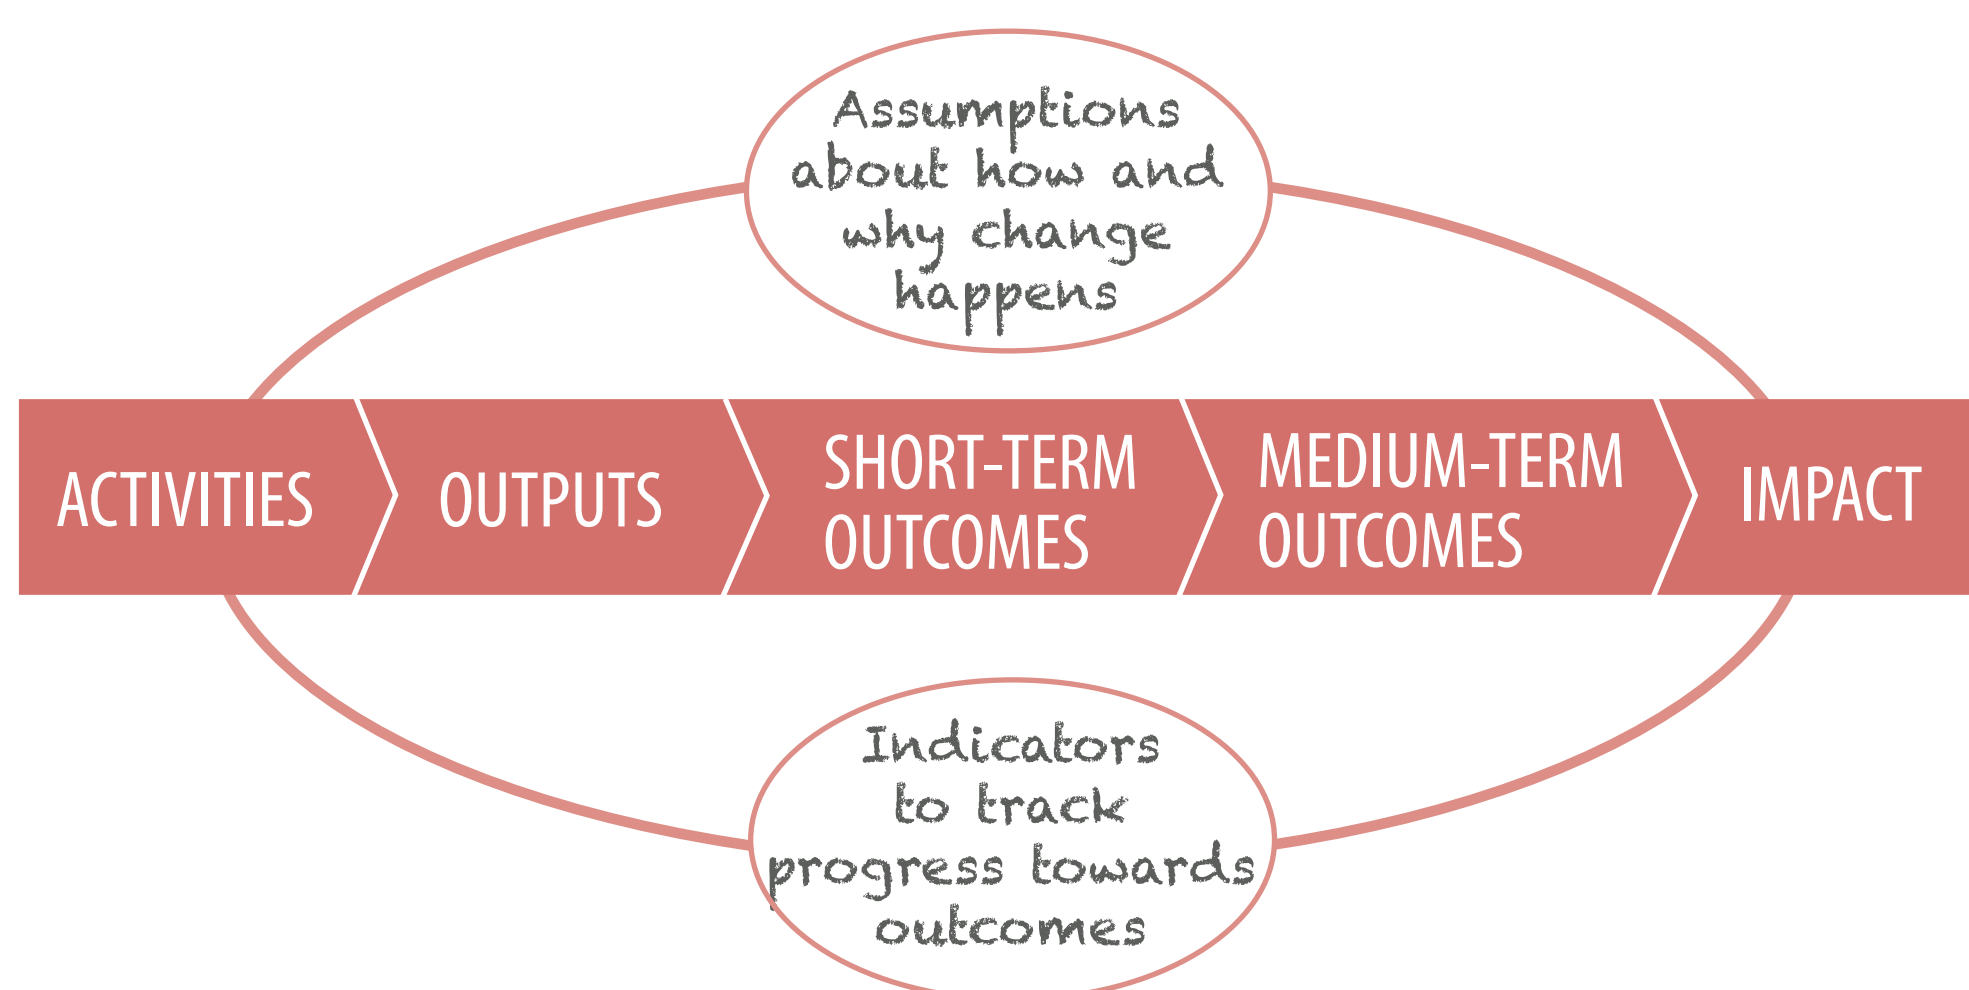 Assumptions
about how and
why change
happens
ACTIVITIES
OUTPUTS
SHORT-TERM
OUTCOMES
MEDIUM-TERM
OUTCOMES
IMPACT
Indicators
to track
progress towards
outcomes